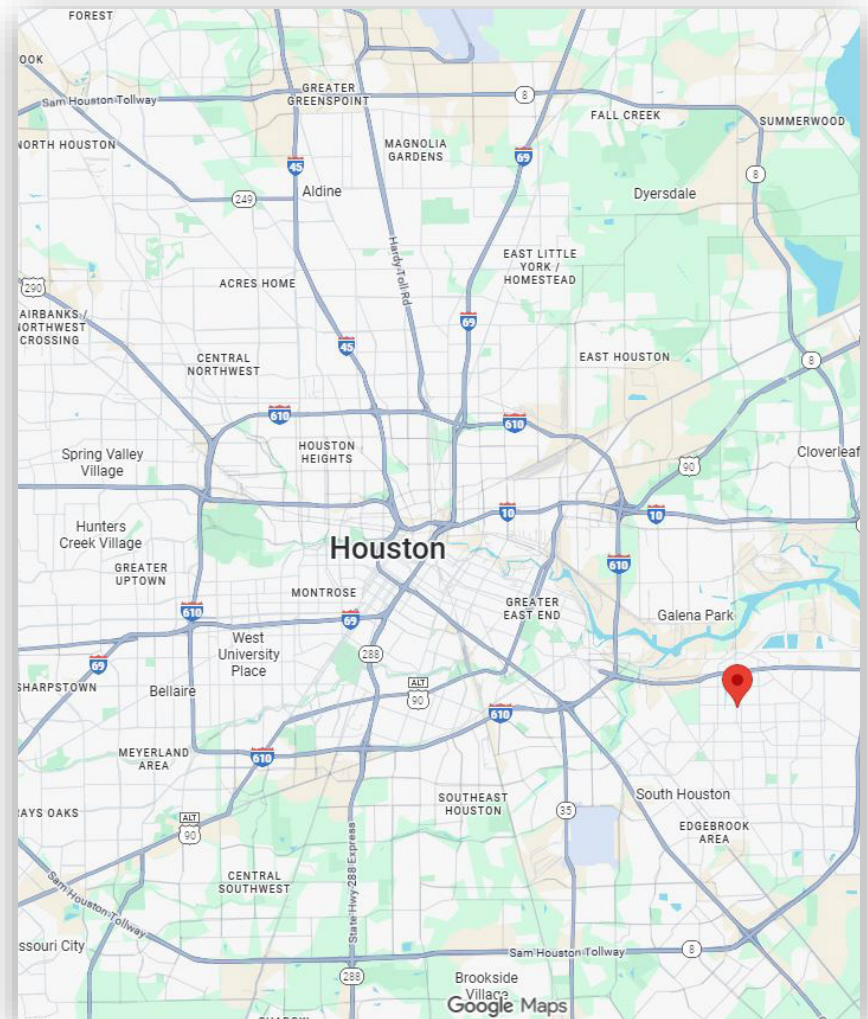 FOREST
OOK
GREATER
GREENSPOINT
Sam Houston Tollway
8
FALL CREEK
SUMMERWOOD
NORTH HOUSTON
MAGNOLIA
GARDENS
69
45
8
249
Aldine
Dyersdale
Hardy Toll Rd
EAST LITTLE
YORK /
HOMESTEAD
290
ACRES HOME
FAIRBANKS /
NORTHWEST
CROSSING
69
45
CENTRAL
NORTHWEST
EAST HOUSTON
8
610
610
HOUSTON
HEIGHTS
Spring Valley
Village
90
Cloverleaf
10
10
Hunters
Creek Village
Houston
GREATER
UPTOWN
610
MONTROSE
GREATER
EAST END
610
69
Galena Park
West
University
Place
288
69
SHARPSTOWN
Bellaire
ALT
90
610
MEYERLAND
AREA
610
SOUTHEAST
HOUSTON
South Houston
35
AYS OAKS
ALT
90
EDGEBROOK
AREA
State Hwy 288 Express
CENTRAL
SOUTHWEST
Sam Houston Tollway
ssouri City
Sam Houston Tollway
8
288
Brookside
Village
Google Maps